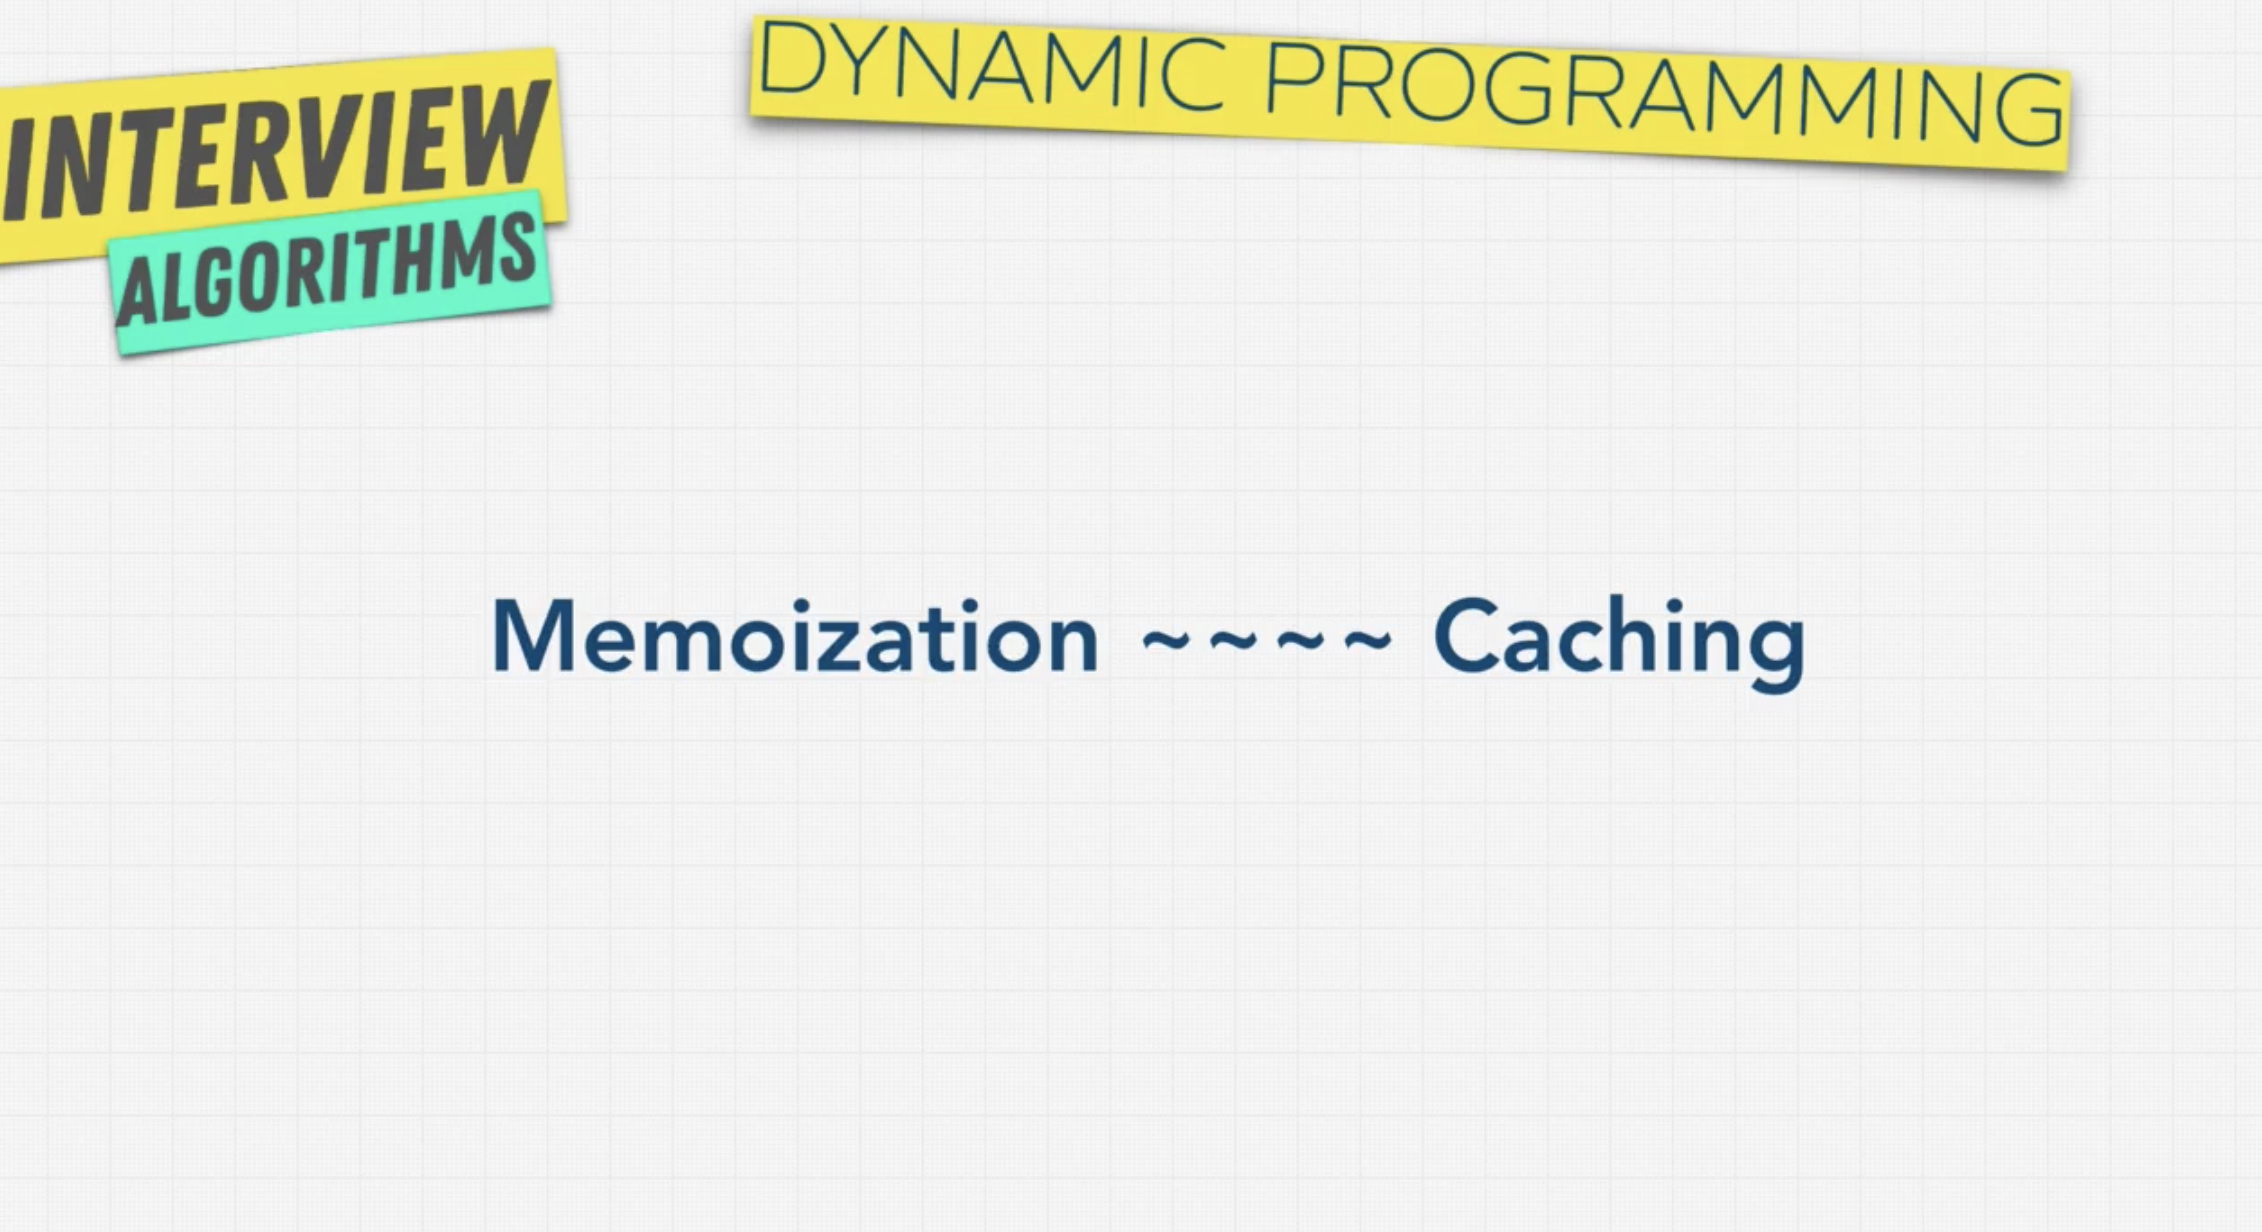 INTERVIEW
ALGORITHMS
DYNAMIC PROGRAMMING
Memoization ~~~~ Caching